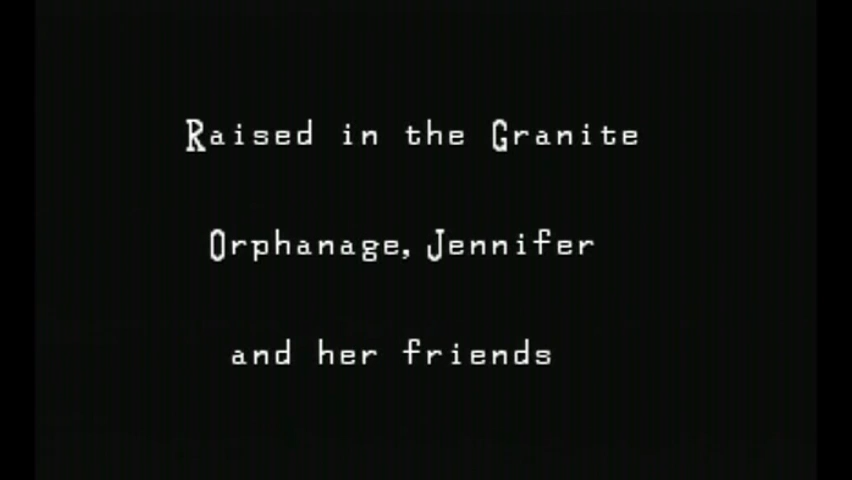 Raised in the Granite
Orphanage, Jennifer
and her friends